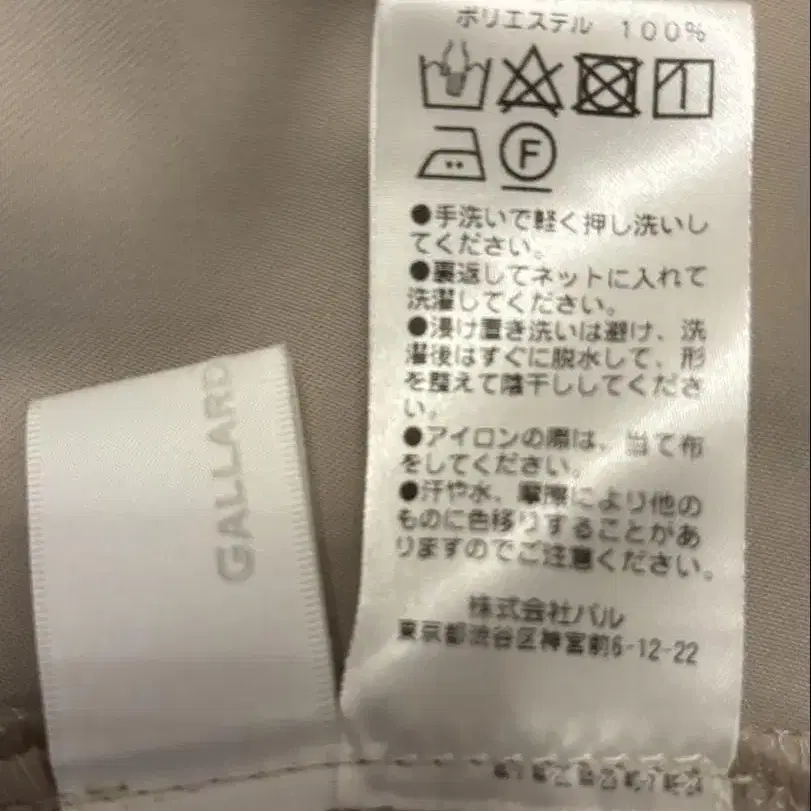 ポリエステル 100%
F
●手洗いで軽く押し洗いし
てください。
●裏返してネットに入れて
洗濯してください。
●浸け置き洗いは避け、洗
濯後はすぐに脱水して、形
を整えて陰干ししてくださ
い。
●アイロンの際は、当て布
をしてください。
●汗や水、摩擦により他の
ものに色移りすることがあ
りますのでご注意ください。
株式会社パル
東京都渋谷区神宮前6-12-22
GALLARD